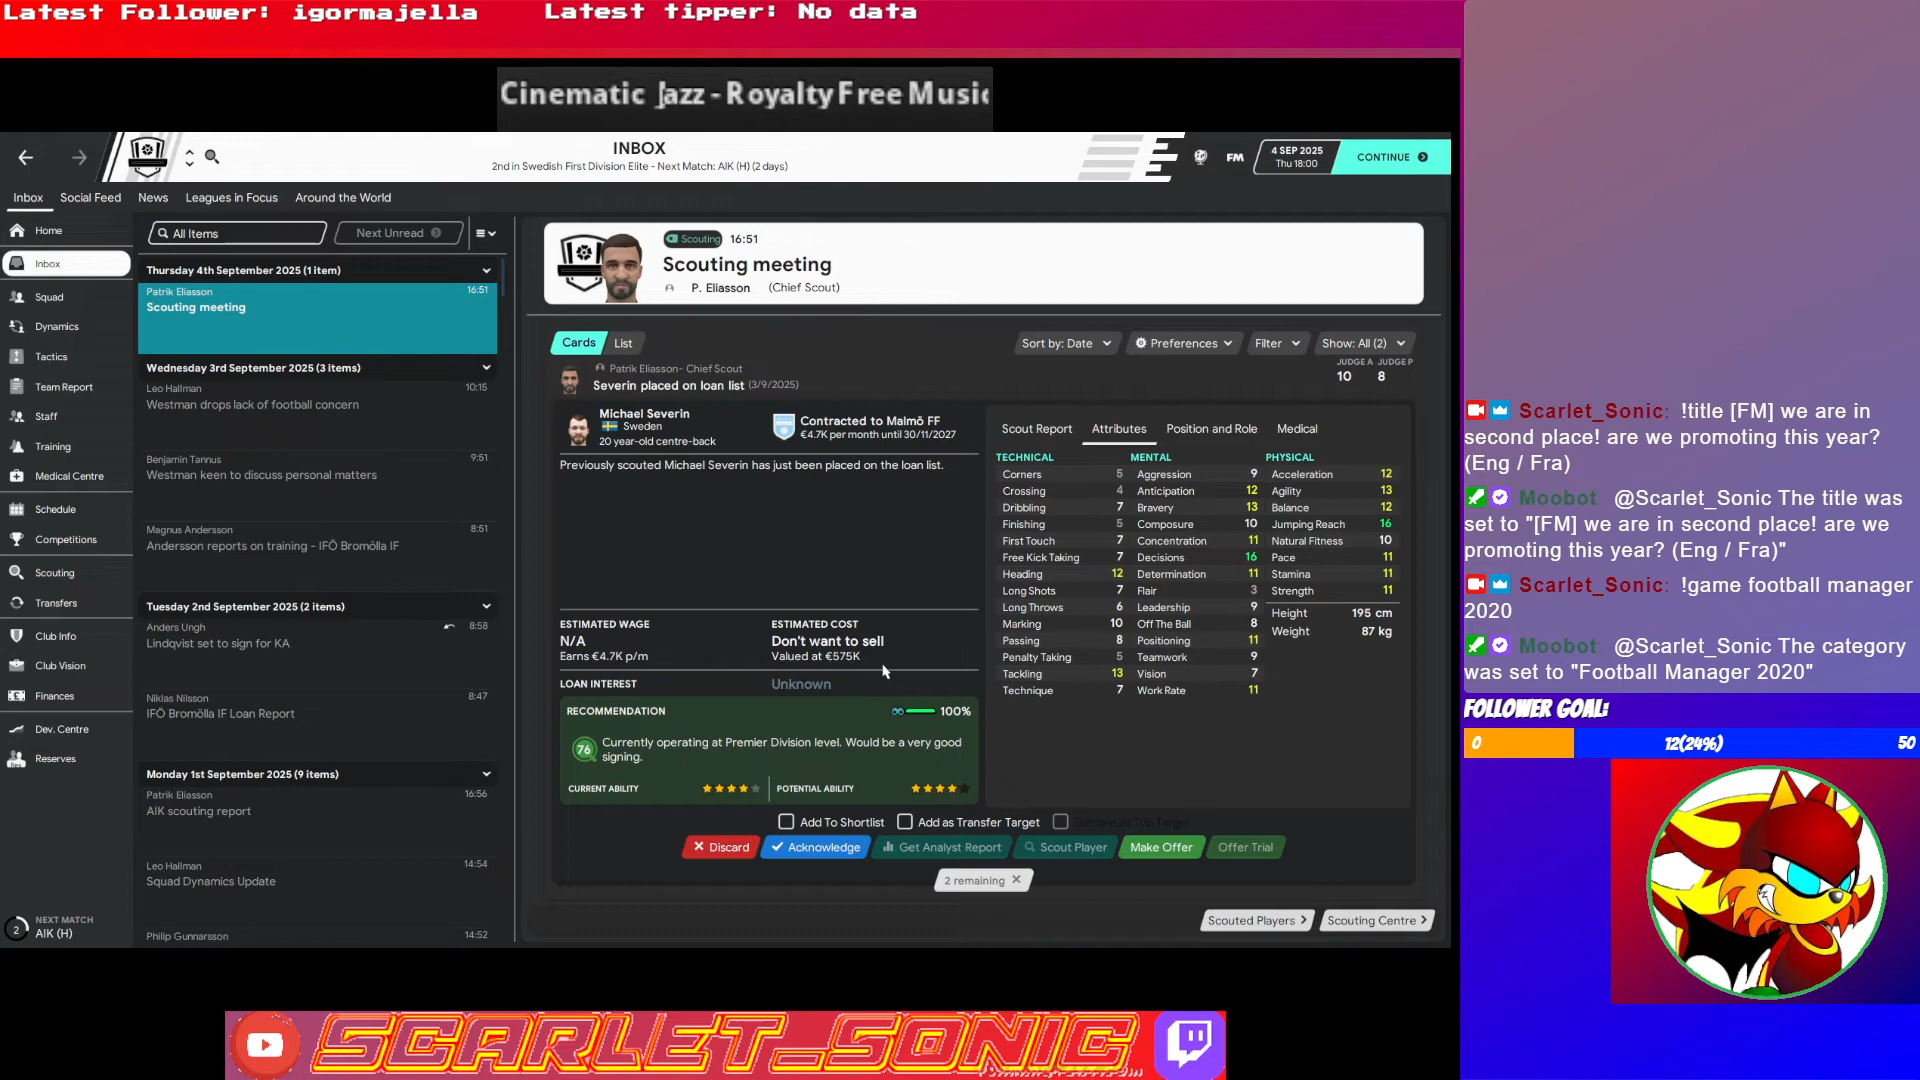 Latest Follower: igormajella
Latest tipper: No data
Cinematic Jazz - Royalty Free Music
INBOX
2nd in Swedish First Division Elite - Next Match: AIK (H) (2 days)
FM
4 SEP 2025
Thu 18:00
CONTINUE
Inbox
Social Feed
News
Leagues in Focus
Around the World
Home
Inbox
Squad
Dynamics
Tactics
Team Report
Staff
Training
Medical Centre
Schedule
Competitions
Scouting
Transfers
Club Info
Club Vision
Finances
Dev. Centre
Reserves
2
NEXT MATCH
AIK (H)
All Items
Next Unread
Thursday 4th September 2025 (1 item)
Patrik Eliasson 16:51
Scouting meeting
Wednesday 3rd September 2025 (3 items)
Leo Hallman 10:15
Westman drops lack of football concern
Benjamin Tannus 9:51
Westman keen to discuss personal matters
Magnus Andersson 8:51
Andersson reports on training - IFÖ Bromölla IF
Tuesday 2nd September 2025 (2 items)
Anders Ungh 8:58
Lindqvist set to sign for KA
Niklas Nilsson 8:47
IFÖ Bromölla IF Loan Report
Monday 1st September 2025 (9 items)
Patrik Eliasson 16:56
AIK scouting report
Leo Hallman 14:54
Squad Dynamics Update
Philip Gunnarsson 14:52
Scouting 16:51
Scouting meeting
P. Eliasson (Chief Scout)
Cards
List
Sort by: Date
Preferences
Filter
Show: All (2)
Patrik Eliasson- Chief Scout
Severin placed on loan list (3/9/2025)
JUDGE A JUDGE P
10 8
Michael Severin
Sweden
20 year-old centre-back
Contracted to Malmö FF
€4.7K per month until 30/11/2027
Previously scouted Michael Severin has just been placed on the loan list.
ESTIMATED WAGE
N/A
Earns €4.7K p/m
ESTIMATED COST
Don't want to sell
Valued at €575K
LOAN INTEREST
Unknown
RECOMMENDATION
100%
76
Currently operating at Premier Division level. Would be a very good
signing.
CURRENT ABILITY
POTENTIAL ABILITY
Scout Report
Attributes
Position and Role
Medical
TECHNICAL
Corners 5
Crossing 4
Dribbling 7
Finishing 5
First Touch 7
Free Kick Taking 7
Heading 12
Long Shots 7
Long Throws 6
Marking 10
Passing 8
Penalty Taking 5
Tackling 13
Technique 7
MENTAL
Aggression 9
Anticipation 12
Bravery 13
Composure 10
Concentration 11
Decisions 16
Determination 11
Flair 3
Leadership 9
Off The Ball 8
Positioning 11
Teamwork 9
Vision 7
Work Rate 11
PHYSICAL
Acceleration 12
Agility 13
Balance 12
Jumping Reach 16
Natural Fitness 10
Pace 11
Stamina 11
Strength 11
Height 195 cm
Weight 87 kg
Add To Shortlist
Add as Transfer Target
Declare as Top Target
Discard
Acknowledge
Get Analyst Report
Scout Player
Make Offer
Offer Trial
2 remaining
Scouted Players
Scouting Centre
Scarlet_Sonic: !title [FM] we are in
second place! are we promoting this year?
(Eng / Fra)
Moobot: @Scarlet_Sonic The title was
set to "[FM] we are in second place! are we
promoting this year? (Eng / Fra)"
Scarlet_Sonic: !game football manager
2020
Moobot: @Scarlet_Sonic The category
was set to "Football Manager 2020"
FOLLOWER GOAL:
0
12(24%)
50
SCARLET_SONIC